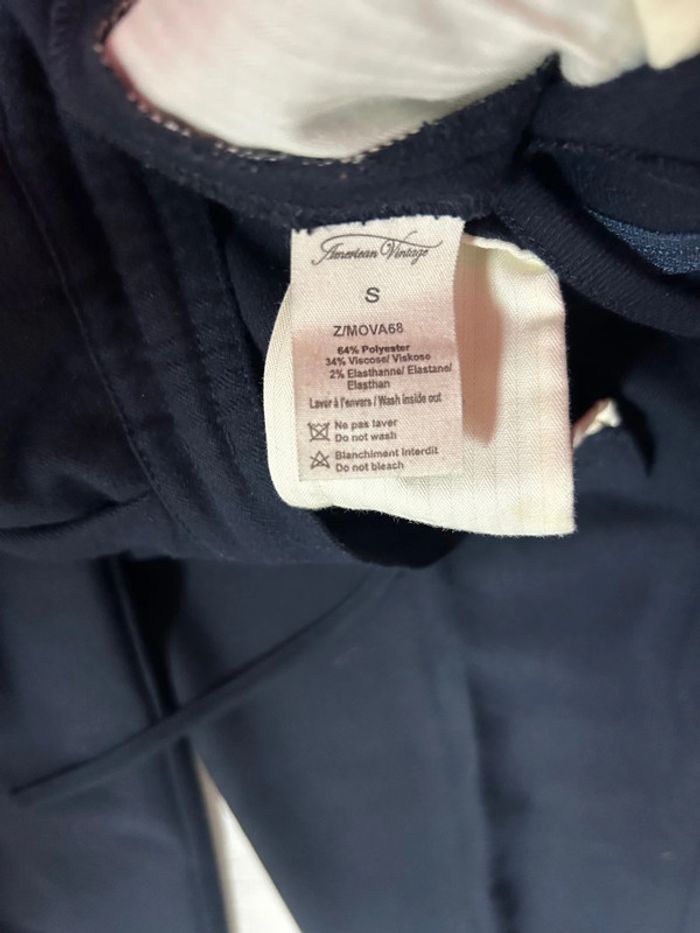 American Vintage
S
Z/MOVA68
64% Polyester
34% Viscose/ Viskose
2% Elasthanne/ Elastane/
Elasthan
Laver à l'envers / Wash inside out
Ne pas laver
Do not wash
Blanchiment interdit
Do not bleach